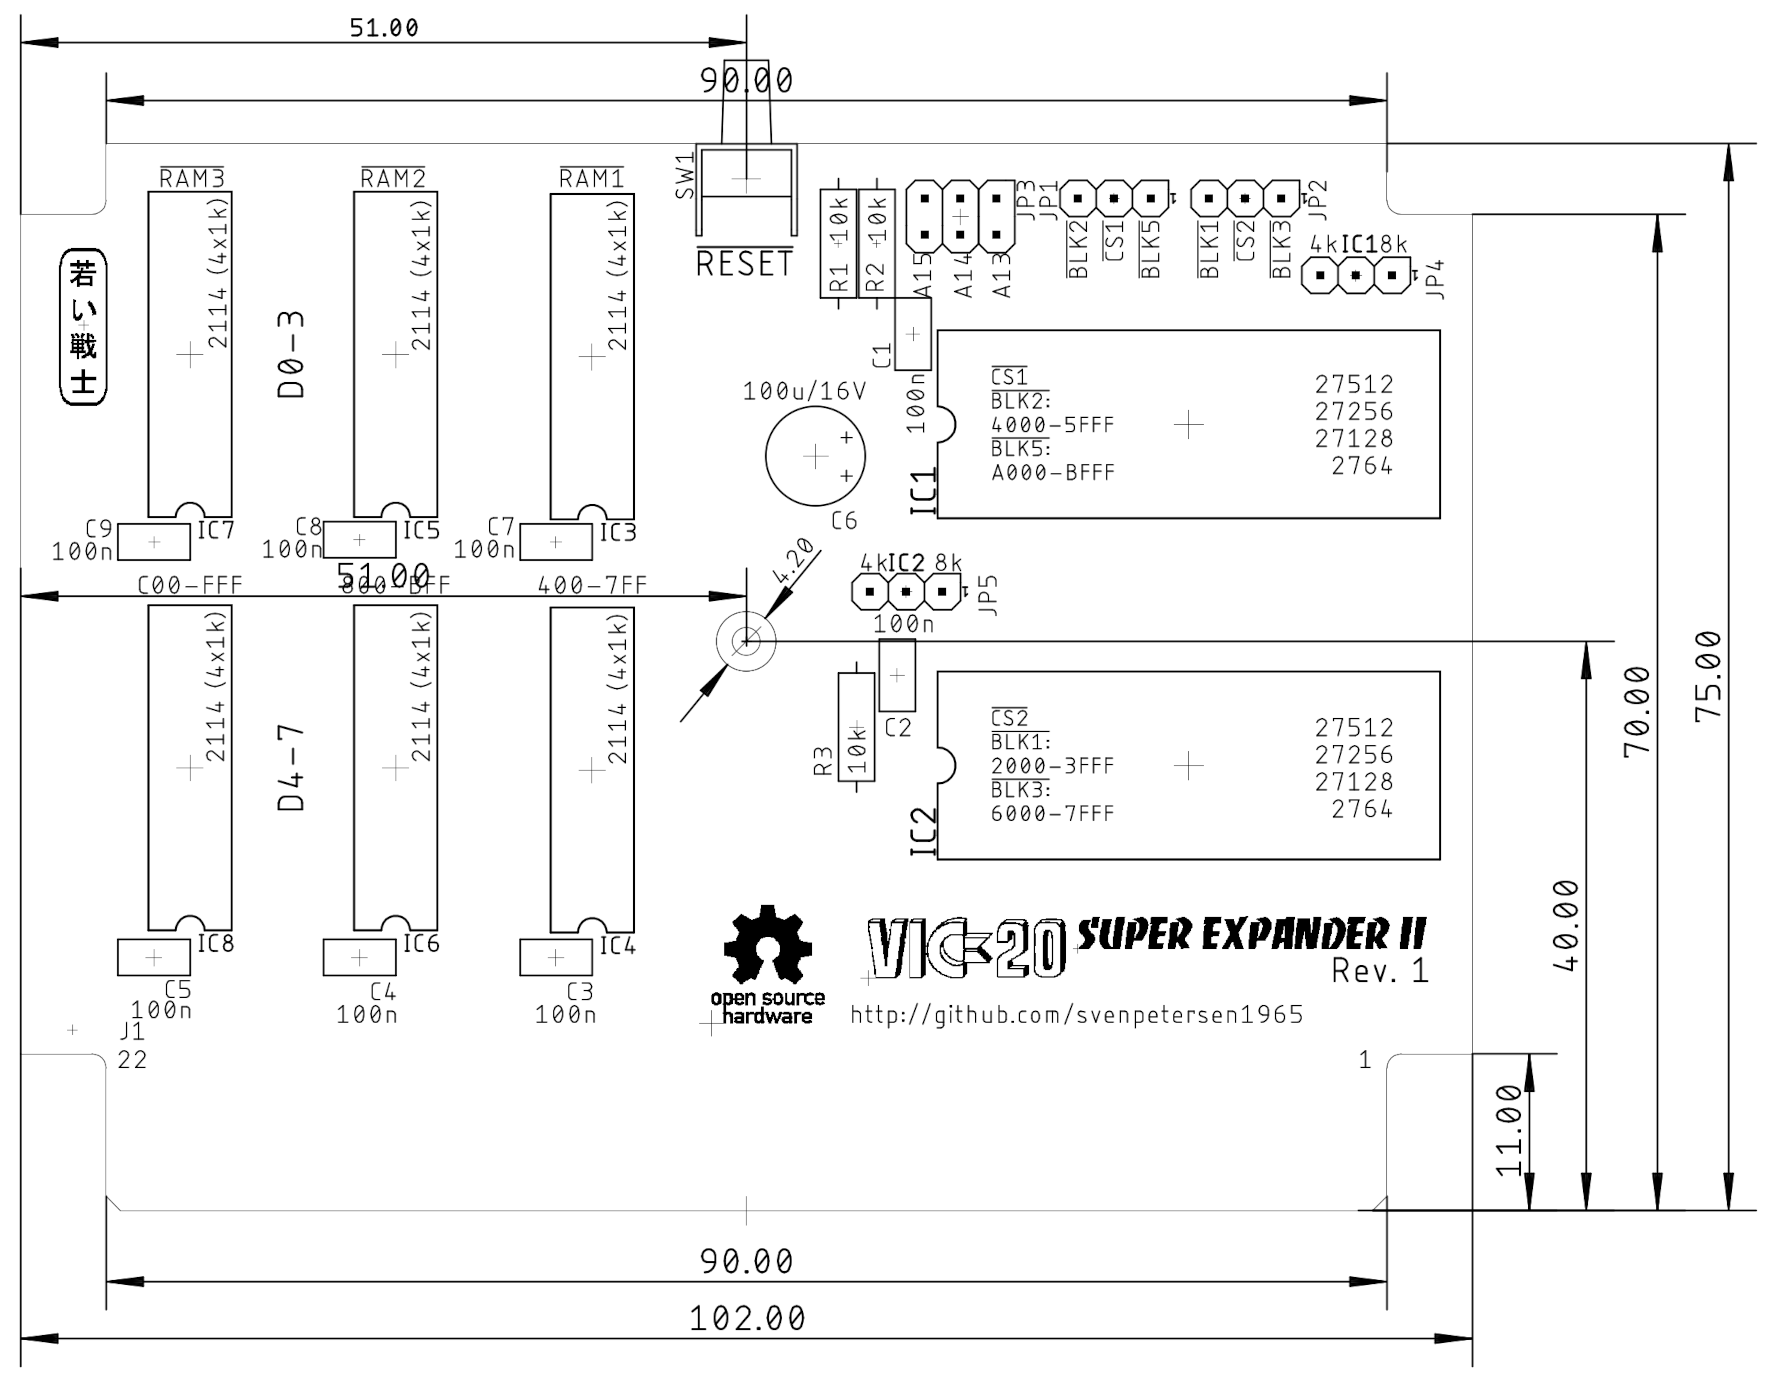 51.00
90.00
SW1
RESET
RAM3
RAM2
RAM1
2114 (4x1k)
2114 (4x1k)
2114 (4x1k)
D0-3
若い戦士
R1 10k
R2 10k
A15
A14
A13
JP3
JP1
BLK2
CS1
BLK5
1
BLK1
CS2
BLK3
1
JP2
4k IC1 8k
1
JP4
C1
100n
100u/16V
+
+
C6
IC1
CS1
BLK2:
4000-5FFF
BLK5:
A000-BFFF
27512
27256
27128
2764
C9
100n
IC7
C8
100n
IC5
C7
100n
IC3
C00-FFF
800-BFF
400-7FF
51.00
4.20
4k IC2 8k
1
JP5
100n
C2
R3
10k
2114 (4x1k)
2114 (4x1k)
2114 (4x1k)
D4-7
IC2
CS2
BLK1:
2000-3FFF
BLK3:
6000-7FFF
27512
27256
27128
2764
70.00
75.00
40.00
11.00
IC8
IC6
IC4
C5
100n
C4
100n
C3
100n
J1
22
open source
hardware
VIC-20 SUPER EXPANDER II
Rev. 1
http://github.com/svenpetersen1965
1
90.00
102.00